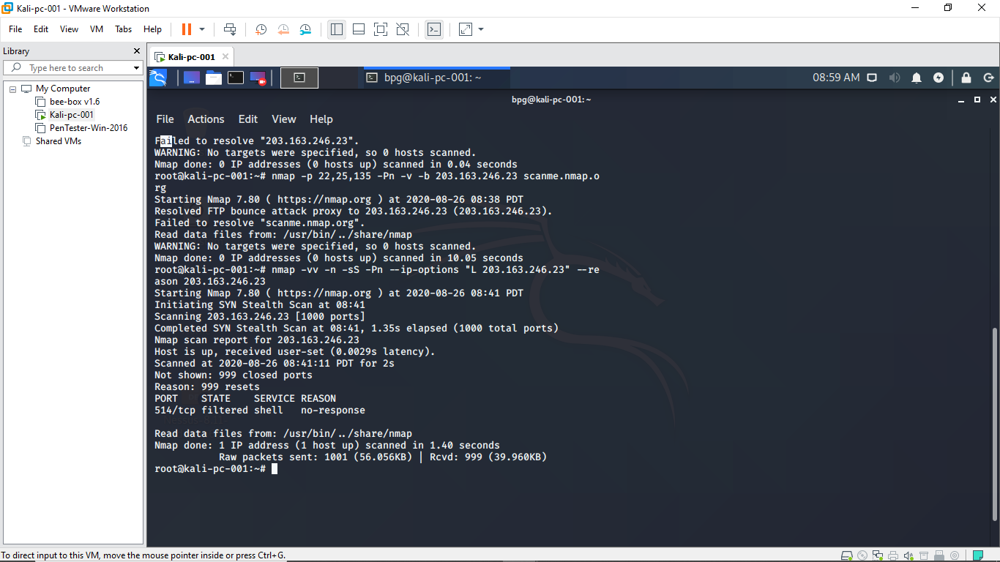 Kali-pc-001 - VMware Workstation
File Edit View VM Tabs Help
Library
Type here to search
My Computer
bee-box v1.6
Kali-pc-001
PenTester-Win-2016
Shared VMs
Kali-pc-001
bpg@kali-pc-001: ~
08:59 AM
bpg@kali-pc-001: ~
File Actions Edit View Help
Failed to resolve "203.163.246.23".
WARNING: No targets were specified, so 0 hosts scanned.
Nmap done: 0 IP addresses (0 hosts up) scanned in 0.04 seconds
root@kali-pc-001:~# nmap -p 22,25,135 -Pn -v -b 203.163.246.23 scanme.nmap.o
rg
Starting Nmap 7.80 ( https://nmap.org ) at 2020-08-26 08:38 PDT
Resolved FTP bounce attack proxy to 203.163.246.23 (203.163.246.23).
Failed to resolve "scanme.nmap.org".
Read data files from: /usr/bin/../share/nmap
WARNING: No targets were specified, so 0 hosts scanned.
Nmap done: 0 IP addresses (0 hosts up) scanned in 10.05 seconds
root@kali-pc-001:~# nmap -vv -n -sS -Pn --ip-options "L 203.163.246.23" --re
ason 203.163.246.23
Starting Nmap 7.80 ( https://nmap.org ) at 2020-08-26 08:41 PDT
Initiating SYN Stealth Scan at 08:41
Scanning 203.163.246.23 [1000 ports]
Completed SYN Stealth Scan at 08:41, 1.35s elapsed (1000 total ports)
Nmap scan report for 203.163.246.23
Host is up, received user-set (0.0029s latency).
Scanned at 2020-08-26 08:41:11 PDT for 2s
Not shown: 999 closed ports
Reason: 999 resets
PORT STATE SERVICE REASON
514/tcp filtered shell no-response
Read data files from: /usr/bin/../share/nmap
Nmap done: 1 IP address (1 host up) scanned in 1.40 seconds
Raw packets sent: 1001 (56.056KB) | Rcvd: 999 (39.960KB)
root@kali-pc-001:~#
To direct input to this VM, move the mouse pointer inside or press Ctrl+G.